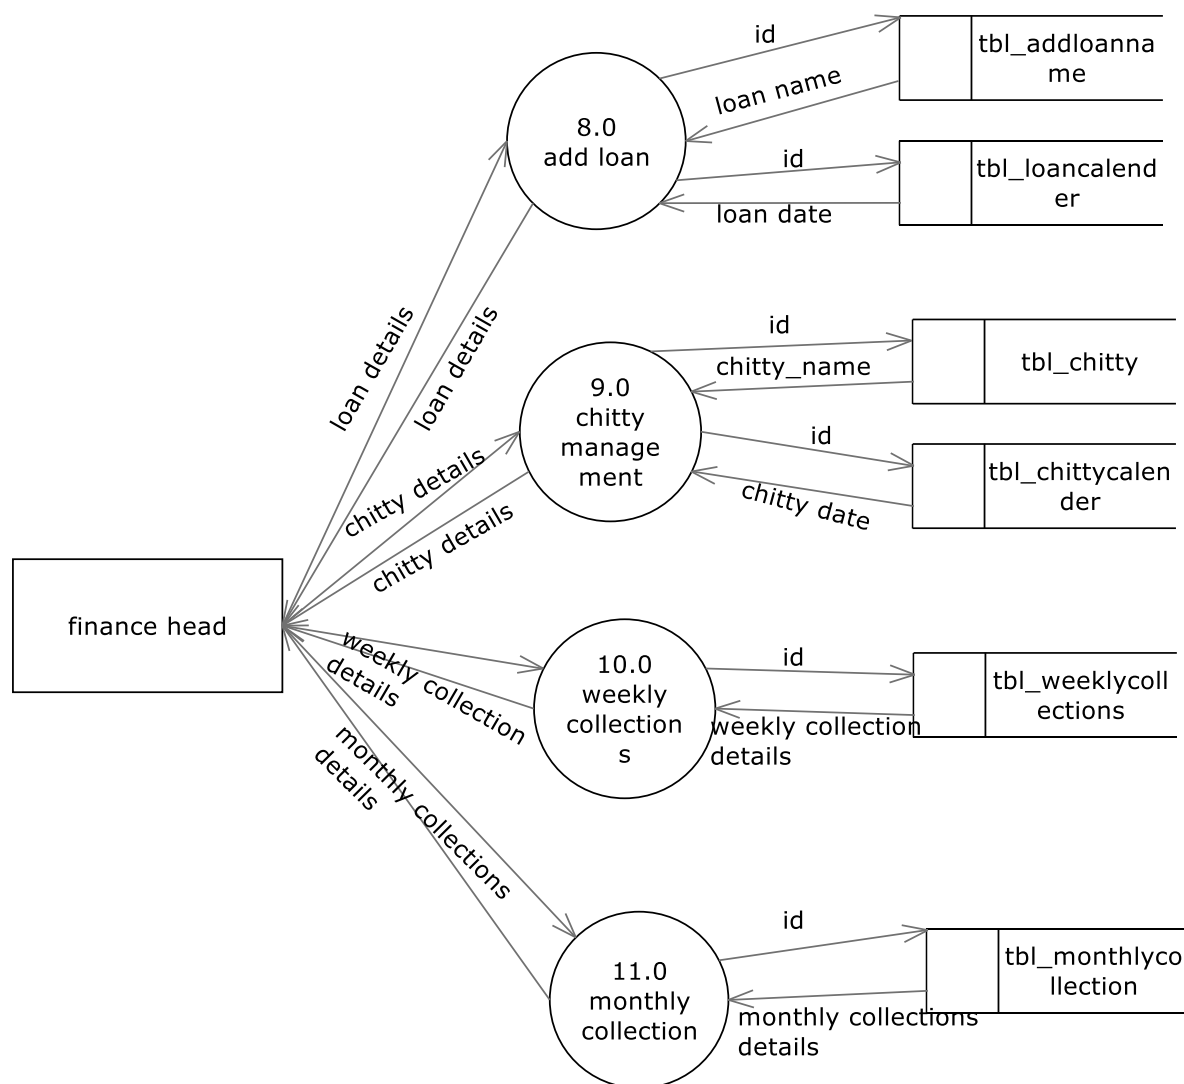 id
tbl_addloanna
me
loan name
8.0
add loan
id
tbl_loancalend
er
loan date
loan details
loan details
id
tbl_chitty
chitty_name
9.0
chitty
manage
ment
id
tbl_chittycalen
der
chitty date
chitty details
chitty details
finance head
weekly collection
details
10.0
weekly
collection
s
id
tbl_weeklycoll
ections
weekly collection
details
monthly collections
details
11.0
monthly
collection
id
tbl_monthlyco
llection
monthly collections
details